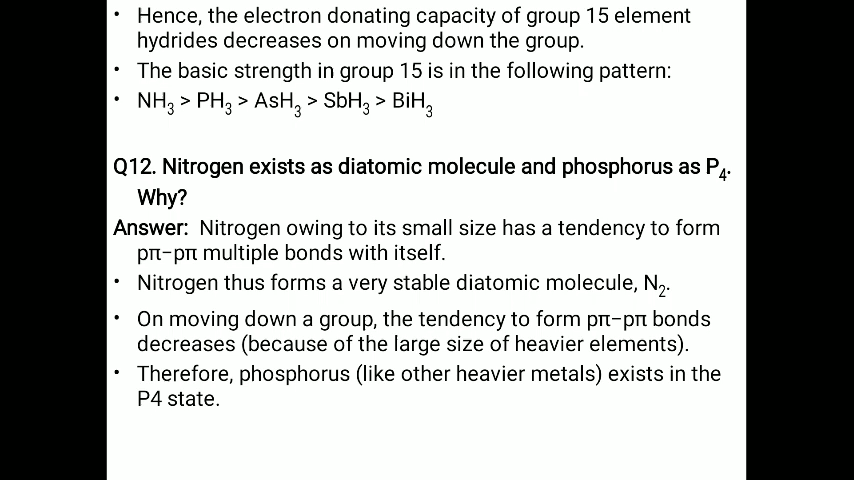 • Hence, the electron donating capacity of group 15 element
hydrides decreases on moving down the group.
• The basic strength in group 15 is in the following pattern:
• NH₃ > PH₃ > AsH₃ > SbH₃ > BiH₃
Q12. Nitrogen exists as diatomic molecule and phosphorus as P₄.
Why?
Answer: Nitrogen owing to its small size has a tendency to form
pπ−pπ multiple bonds with itself.
• Nitrogen thus forms a very stable diatomic molecule, N₂.
• On moving down a group, the tendency to form pπ−pπ bonds
decreases (because of the large size of heavier elements).
• Therefore, phosphorus (like other heavier metals) exists in the
P4 state.